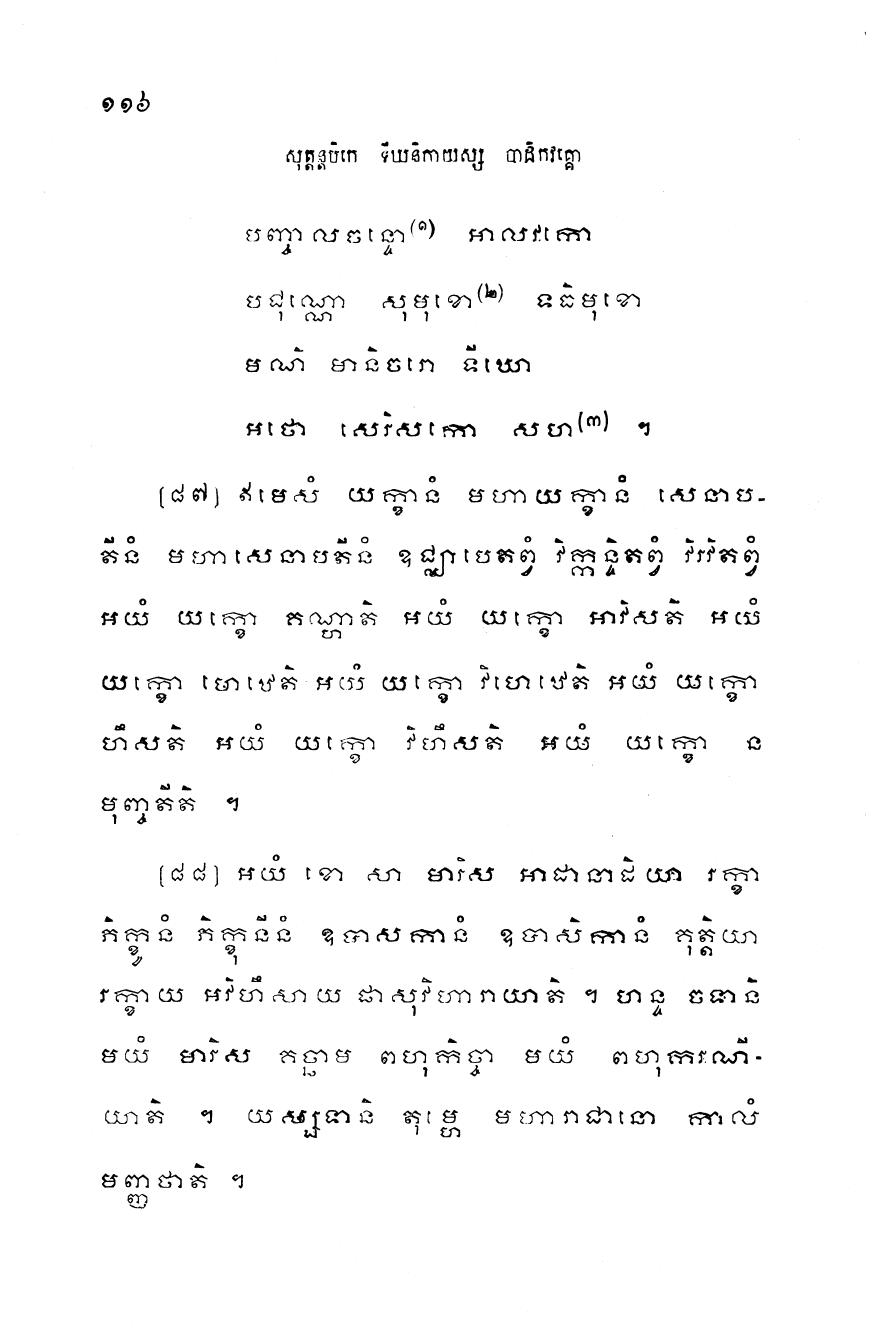 ១១៦
សុត្តន្តបិដកេ ទីឃនិកាយស្ស បាដិកវគ្គោ
បញ្ចាលចន្ទោ(១) អាលវកោ
បជុណ្ណោ សុមុខោ(២) ទធិមុខោ
មណិ មានិចរោ ទីឃោ
អថោ សេរិសកោ សហ(៣) ។
(៨៧) ឥមេសំ យក្ខានំ មហាយក្ខានំ សេនាប-
តីនំ មហាសេនាបតីនំ ឧជ្ឈាបេតព្វំ វិក្កន្ទិតព្វំ វិរវិតព្វំ
អយំ យក្ខោ គណ្ហាតិ អយំ យក្ខោ អាវិសតិ អយំ
យក្ខោ ហេឋេតិ អយំ យក្ខោ វិហេឋេតិ អយំ យក្ខោ
ហឹសតិ អយំ យក្ខោ វិហឹសតិ អយំ យក្ខោ ន
មុញ្ចតីតិ ។
(៨៨) អយំ ខោ សា មារិស អាដានាដិយា រក្ខា
ភិក្ខូនំ ភិក្ខុនីនំ ឧបាសកានំ ឧបាសិកានំ គុត្តិយា
រក្ខាយ អវិហឹសាយ ផាសុវិហារាយាតិ ។ ហន្ទ ចទានិ
មយំ មារិស គច្ឆាម ពហុកិច្ចា មយំ ពហុករណី-
យាតិ ។ យស្សទានិ តុម្ហេ មហារាជានោ កាលំ
មញ្ញថាតិ ។